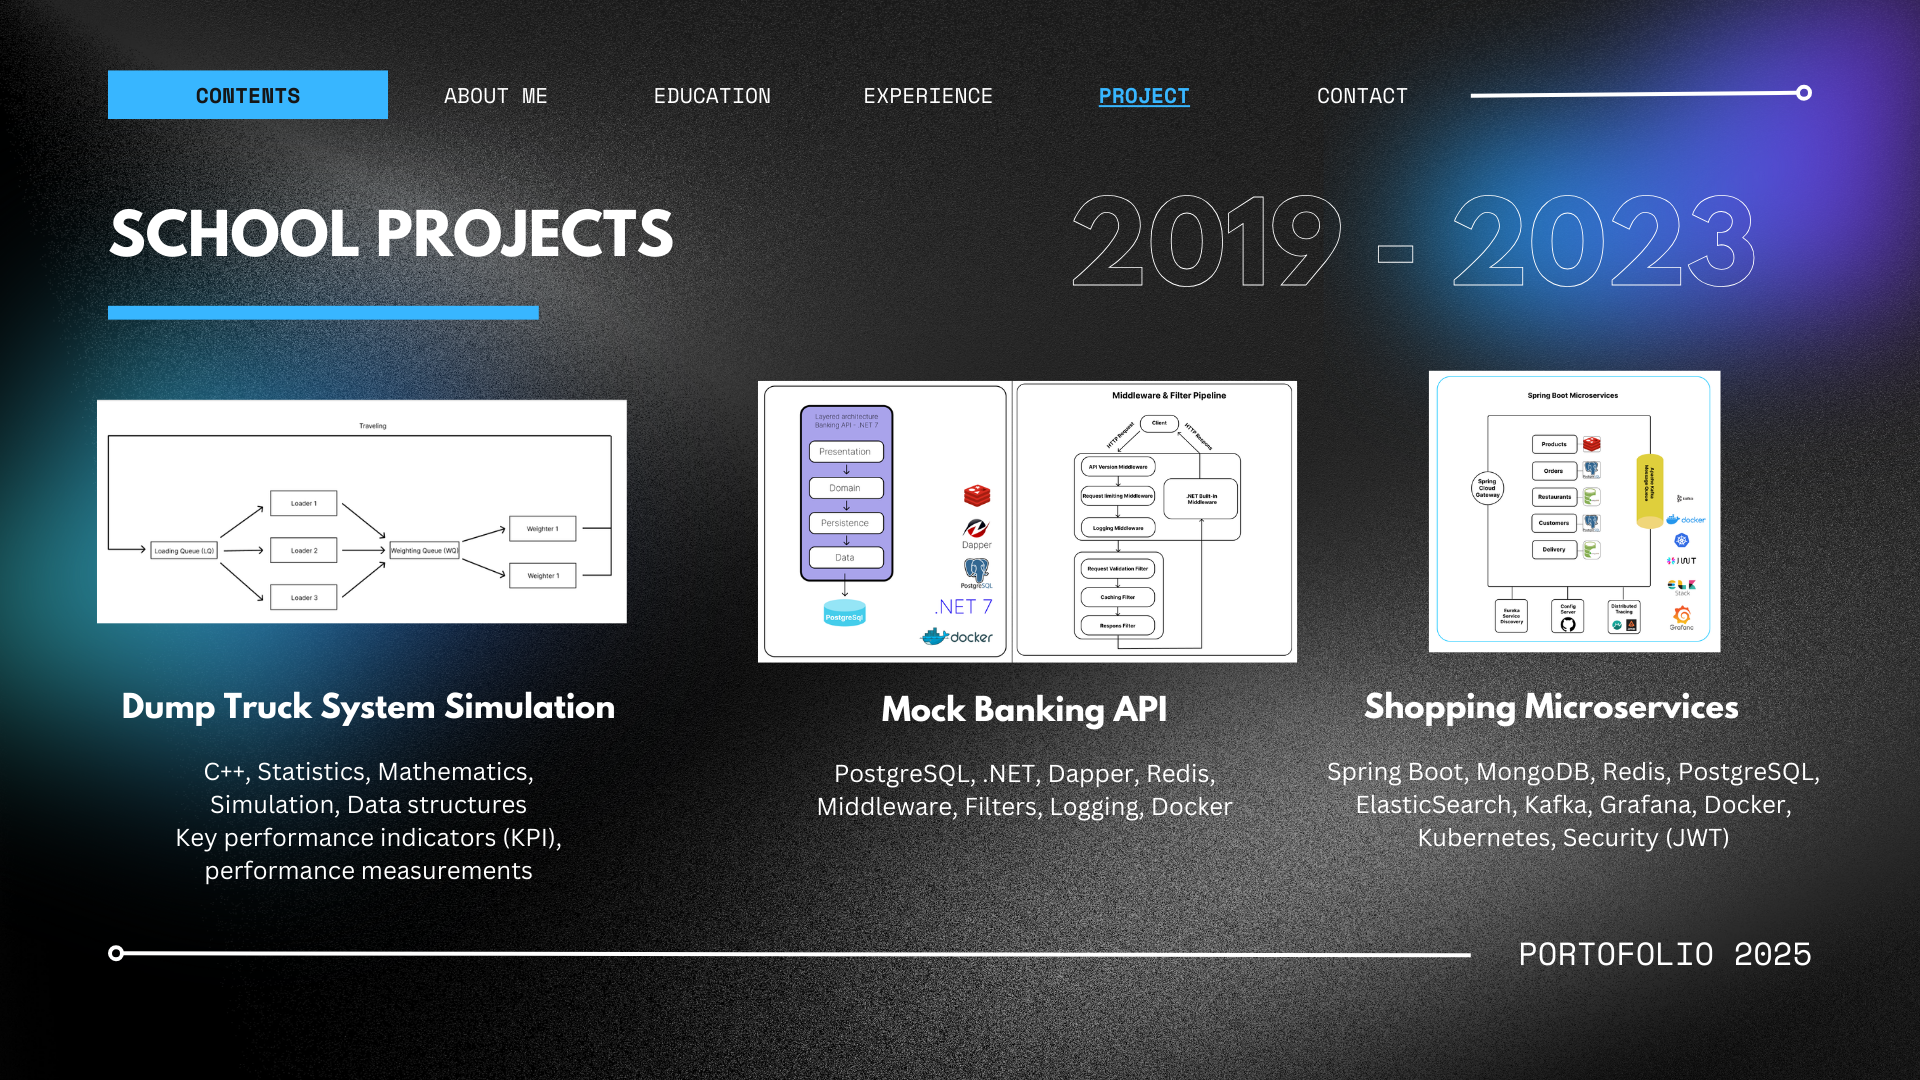 CONTENTS
ABOUT ME
EDUCATION
EXPERIENCE
PROJECT
CONTACT
SCHOOL PROJECTS
2019 - 2023
Traveling
Loader 1
Loading Queue (LQ)
Loader 2
Loader 3
Weighting Queue (WQ)
Weighter 1
Weighter 1
Dump Truck System Simulation
C++, Statistics, Mathematics,
Simulation, Data structures
Key performance indicators (KPI),
performance measurements
Layered architecture
Banking API - .NET 7
Presentation
Domain
Persistence
Data
PostgreSql
Dapper
PostgreSQL
.NET 7
docker
Middleware & Filter Pipeline
Client
HTTP Request
HTTP Respons
API Version Middleware
Request limiting Middleware
Logging Middleware
.NET Built-in
Middleware
Request Validation Filter
Caching Filter
Respons Filter
Mock Banking API
PostgreSQL, .NET, Dapper, Redis,
Middleware, Filters, Logging, Docker
Spring Boot Microservices
Spring
Cloud
Gateway
Products
Orders
Restaurants
Customers
Delivery
Message Queue
kafka
docker
JWT
Stack
Grafana
Eureka
Service
Discovery
Config
Server
Distributed
Tracing
Shopping Microservices
Spring Boot, MongoDB, Redis, PostgreSQL,
ElasticSearch, Kafka, Grafana, Docker,
Kubernetes, Security (JWT)
PORTOFOLIO 2025